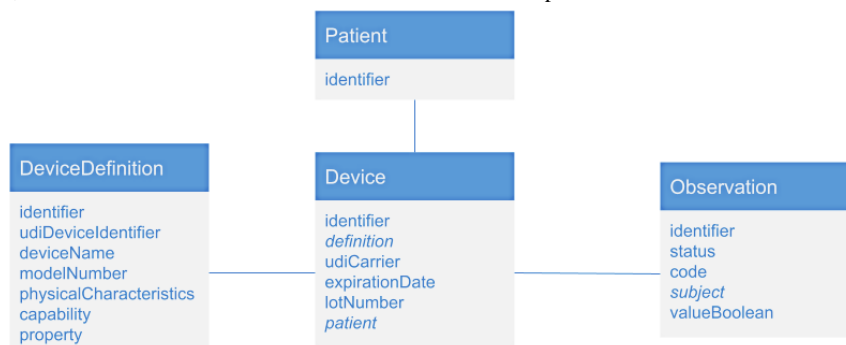 Patient
identifier
DeviceDefinition
identifier
udiDeviceIdentifier
deviceName
modelNumber
physicalCharacteristics
capability
property
Device
identifier
definition
udiCarrier
expirationDate
lotNumber
patient
Observation
identifier
status
code
subject
valueBoolean